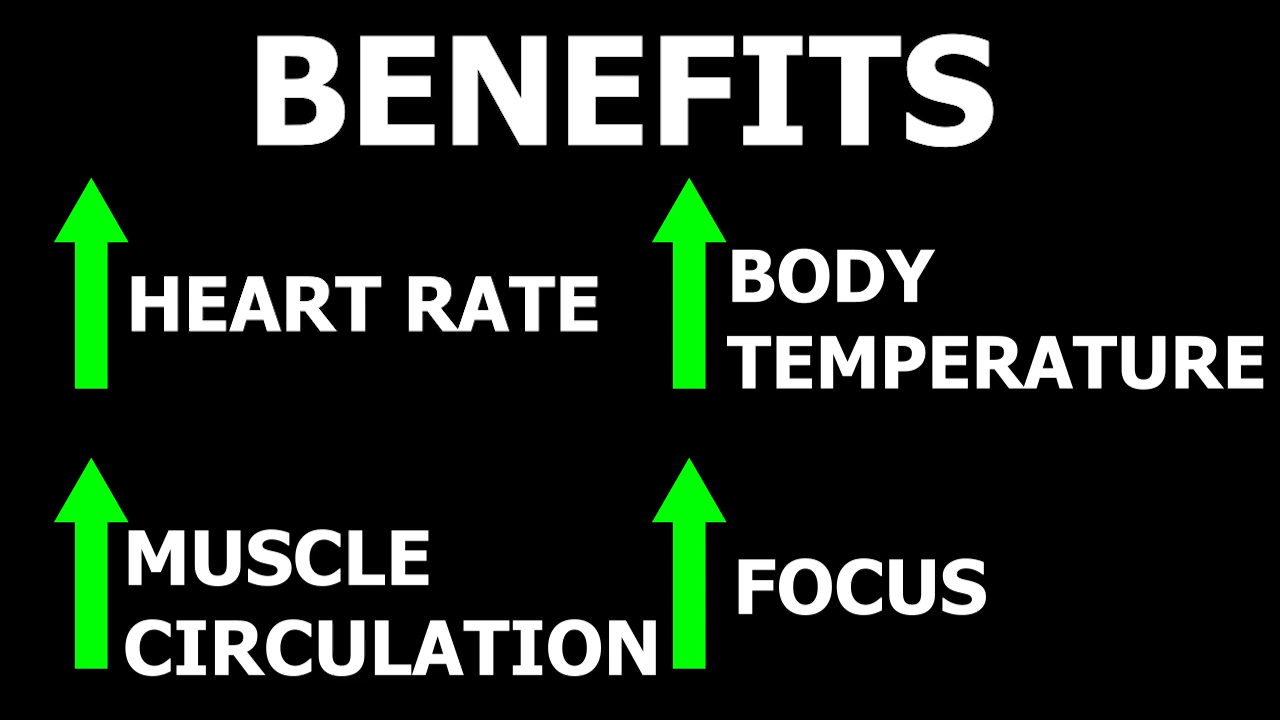 BENEFITS
HEART RATE
BODY
TEMPERATURE
MUSCLE
CIRCULATION
FOCUS